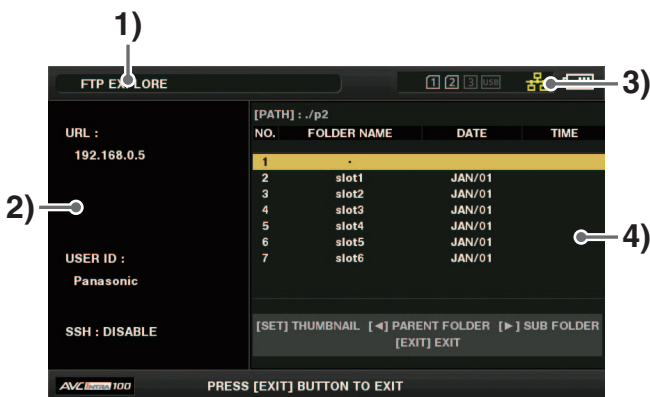 1)
FTP EXPLORE
1 2 3 USB
3)
[PATH] : ./p2
URL :
192.168.0.5
NO. FOLDER NAME DATE TIME
1 .
2 slot1 JAN/01
3 slot2 JAN/01
4 slot3 JAN/01
5 slot4 JAN/01
6 slot5 JAN/01
7 slot6 JAN/01
2)
4)
USER ID :
Panasonic
SSH : DISABLE
[SET] THUMBNAIL [◄] PARENT FOLDER [►] SUB FOLDER
[EXIT] EXIT
AVC INTRA 100
PRESS [EXIT] BUTTON TO EXIT